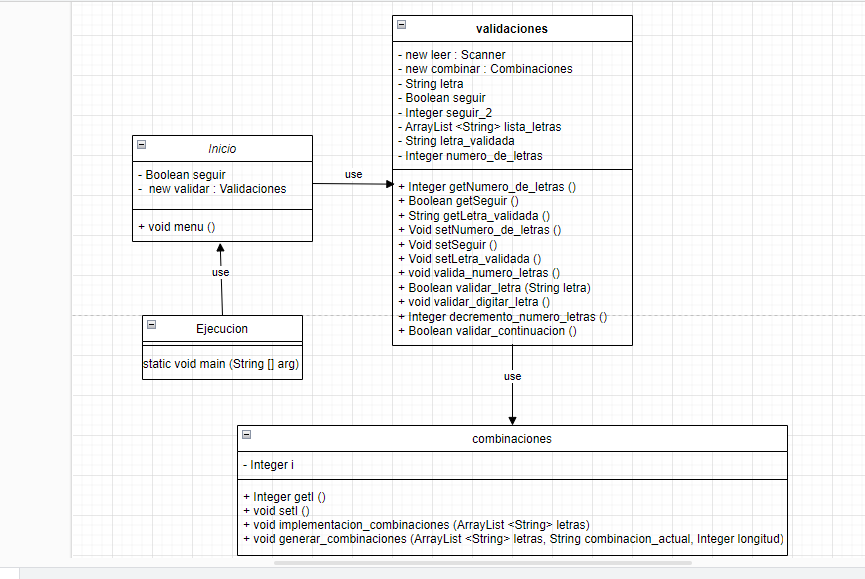 validaciones
- new leer : Scanner
- new combinar : Combinaciones
- String letra
- Boolean seguir
- Integer seguir_2
- ArrayList <String> lista_letras
- String letra_validada
- Integer numero_de_letras
+ Integer getNumero_de_letras ()
+ Boolean getSeguir ()
+ String getLetra_validada ()
+ Void setNumero_de_letras ()
+ Void setSeguir ()
+ Void setLetra_validada ()
+ void valida_numero_letras ()
+ Boolean validar_letra (String letra)
+ void validar_digitar_letra ()
+ Integer decremento_numero_letras ()
+ Boolean validar_continuacion ()
Inicio
- Boolean seguir
- new validar : Validaciones
+ void menu ()
use
use
Ejecucion
static void main (String [] arg)
use
combinaciones
- Integer i
+ Integer getI ()
+ void setI ()
+ void implementacion_combinaciones (ArrayList <String> letras)
+ void generar_combinaciones (ArrayList <String> letras, String combinacion_actual, Integer longitud)